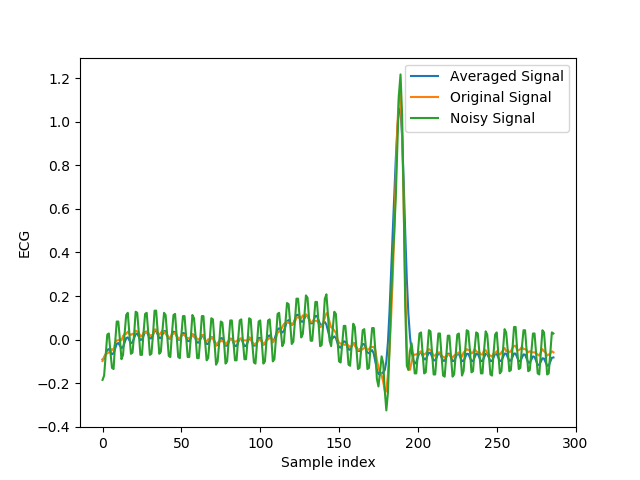 Averaged Signal
Original Signal
Noisy Signal
ECG
1.2
1.0
0.8
0.6
0.4
0.2
0.0
−0.2
−0.4
0 50 100 150 200 250 300
Sample index